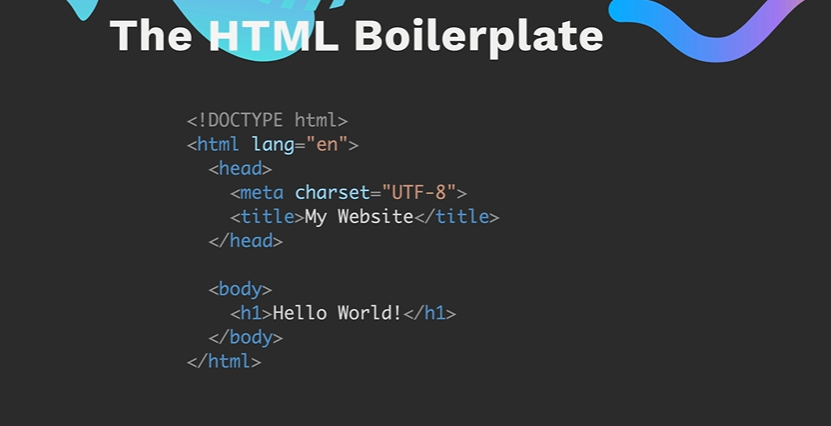 The HTML Boilerplate
<!DOCTYPE html>
<html lang="en">
<head>
<meta charset="UTF-8">
<title>My Website</title>
</head>
<body>
<h1>Hello World!</h1>
</body>
</html>